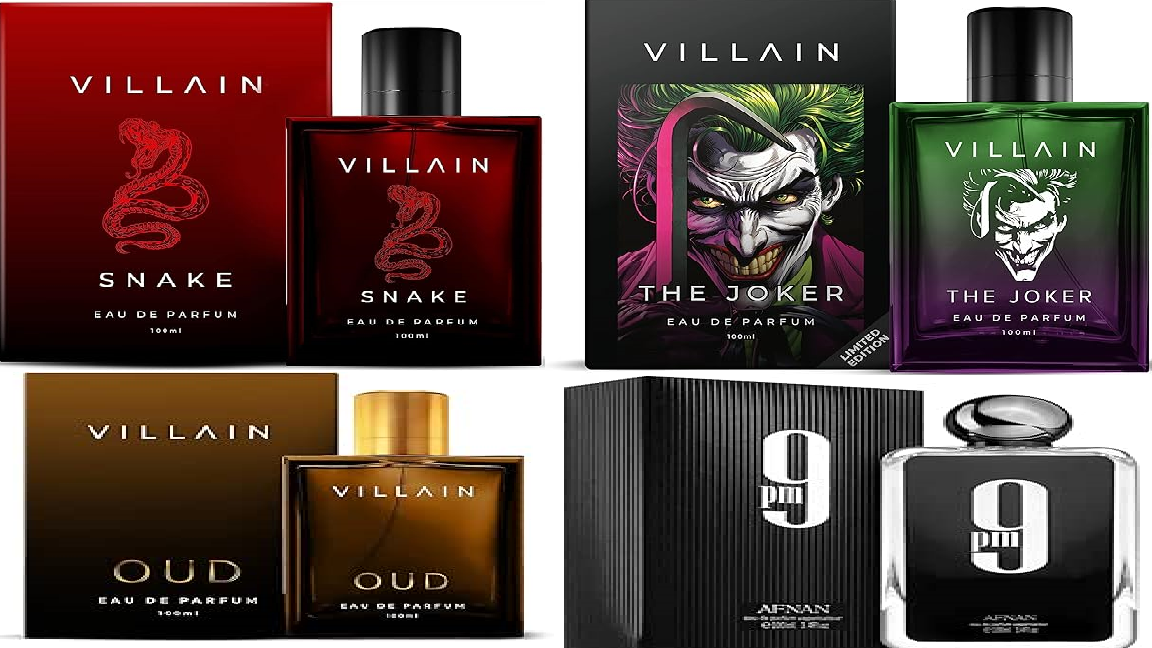 VILLAIN
SNAKE
EAU DE PARFUM
100ml
VILLAIN
SNAKE
EAU DE PARFUM
100ml
VILLAIN
THE JOKER
EAU DE PARFUM
100ml
LIMITED
EDITION
VILLAIN
THE JOKER
EAU DE PARFUM
100ml
VILLAIN
OUD
EAU DE PARFUM
100ml
VILLAIN
OUD
EAU DE PARFUM
100ml
9
pm
AFNAN
9
pm
AFNAN